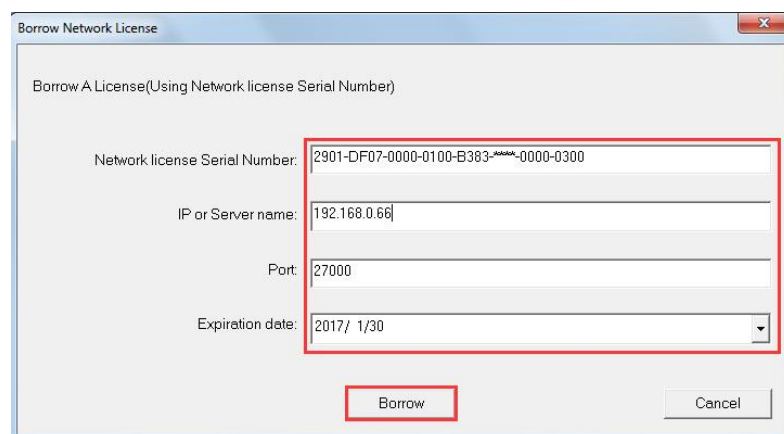 Borrow Network License
Borrow A License(Using Network license Serial Number)
Network license Serial Number: 2901-DF07-0000-0100-B383-****-0000-0300
IP or Server name: 192.168.0.66
Port: 27000
Expiration date: 2017/ 1/30
Borrow Cancel